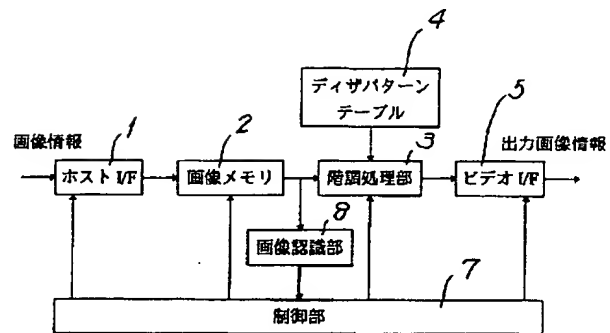 4
ディザパターン
テーブル
画像情報
1
ホスト I/F
2
画像メモリ
3
階調処理部
5
ビデオ I/F
出力画像情報
8
画像認識部
7
制御部